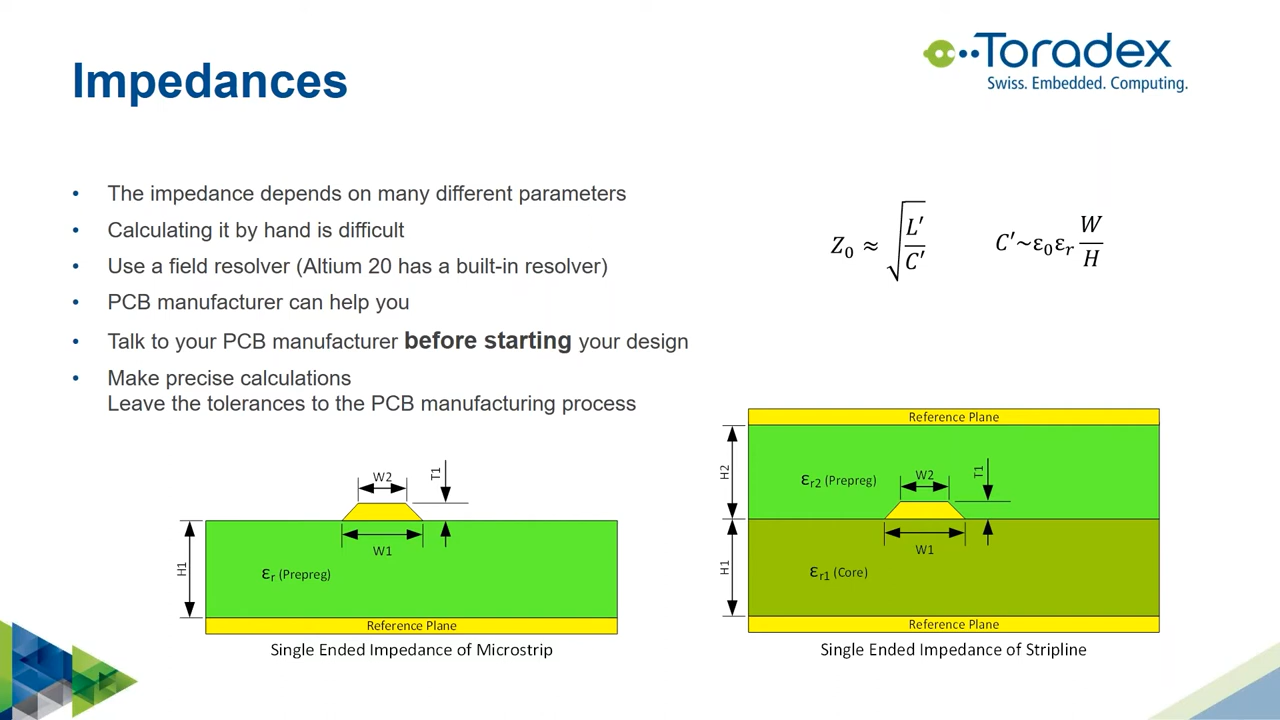 Impedances
Toradex
Swiss. Embedded. Computing.
• The impedance depends on many different parameters
• Calculating it by hand is difficult
• Use a field resolver (Altium 20 has a built-in resolver)
• PCB manufacturer can help you
• Talk to your PCB manufacturer before starting your design
• Make precise calculations
Leave the tolerances to the PCB manufacturing process
Z₀ ≈ √(L′/C′)
C′~ε₀εᵣ W/H
W2
T1
W1
H1
εr (Prepreg)
Reference Plane
Single Ended Impedance of Microstrip
Reference Plane
H2
εr2 (Prepreg)
W2
T1
W1
H1
εr1 (Core)
Reference Plane
Single Ended Impedance of Stripline